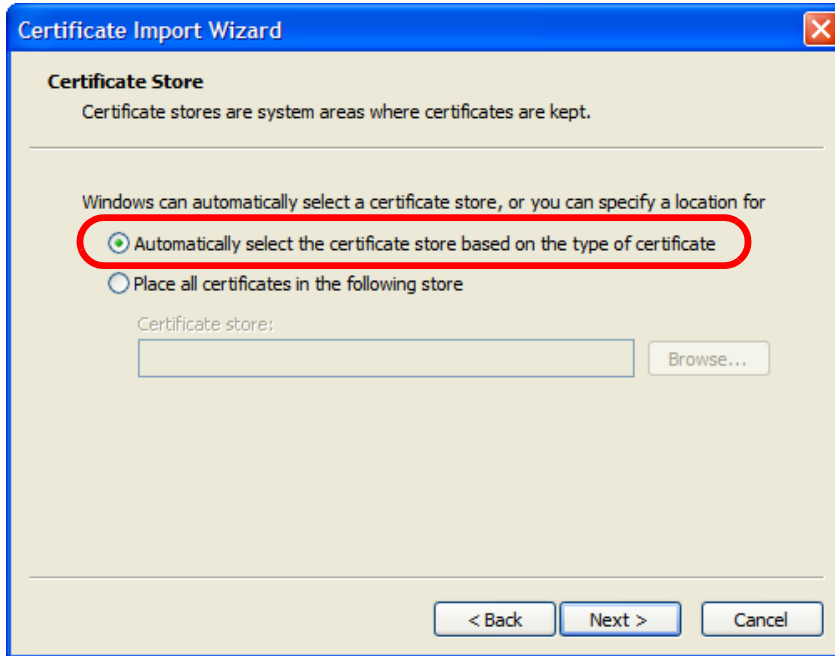 Certificate Import Wizard
Certificate Store
Certificate stores are system areas where certificates are kept.
Windows can automatically select a certificate store, or you can specify a location for
Automatically select the certificate store based on the type of certificate
Place all certificates in the following store
Certificate store:
Browse...
< Back
Next >
Cancel